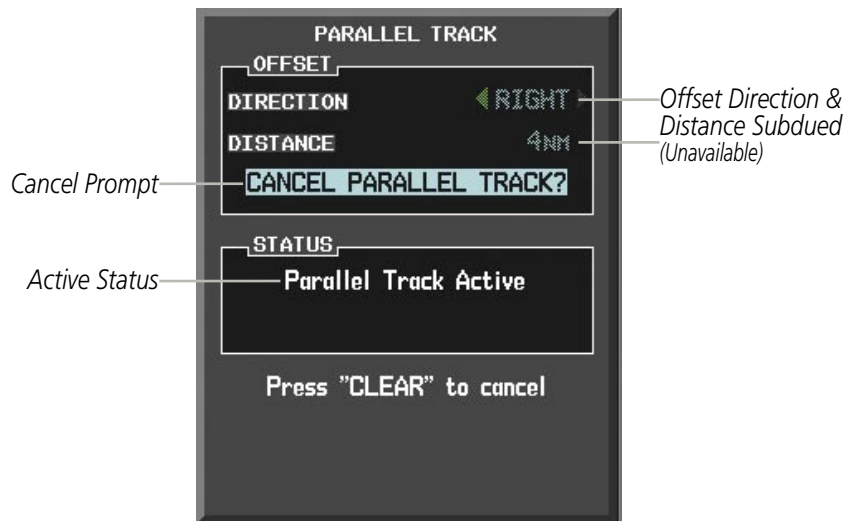 PARALLEL TRACK
OFFSET
DIRECTION RIGHT
DISTANCE 4NM
CANCEL PARALLEL TRACK?
STATUS
Parallel Track Active
Press "CLEAR" to cancel
Cancel Prompt
Active Status
Offset Direction &
Distance Subdued
(Unavailable)